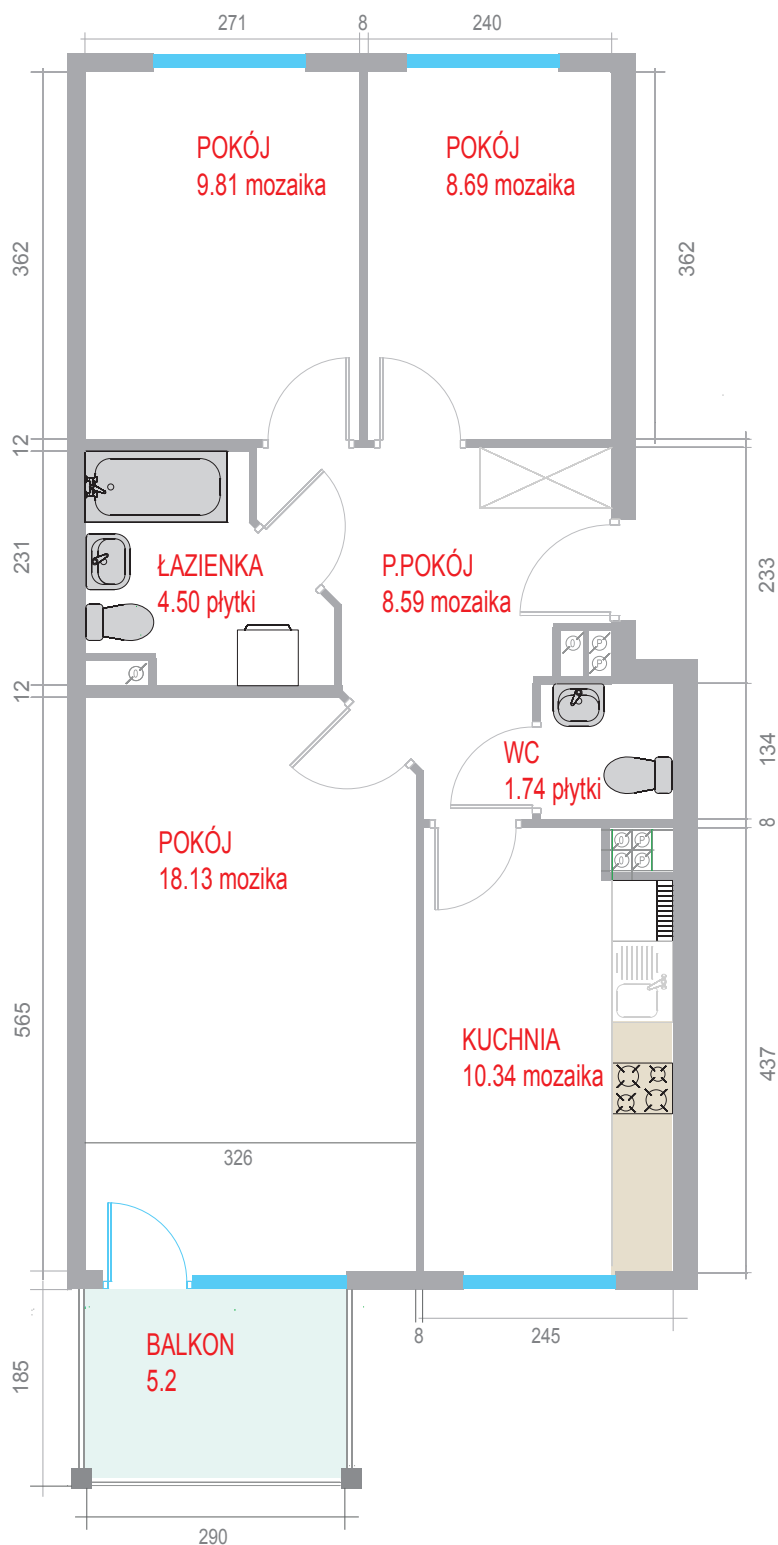 271
8
240
POKÓJ
9.81 mozaika
POKÓJ
8.69 mozaika
362
362
12
231
ŁAZIENKA
4.50 płytki
P.POKÓJ
8.59 mozaika
233
O
P
P
O
12
WC
1.74 płytki
134
8
POKÓJ
18.13 mozika
O
P
O
P
565
KUCHNIA
10.34 mozaika
437
326
BALKON
5.2
8
245
185
290